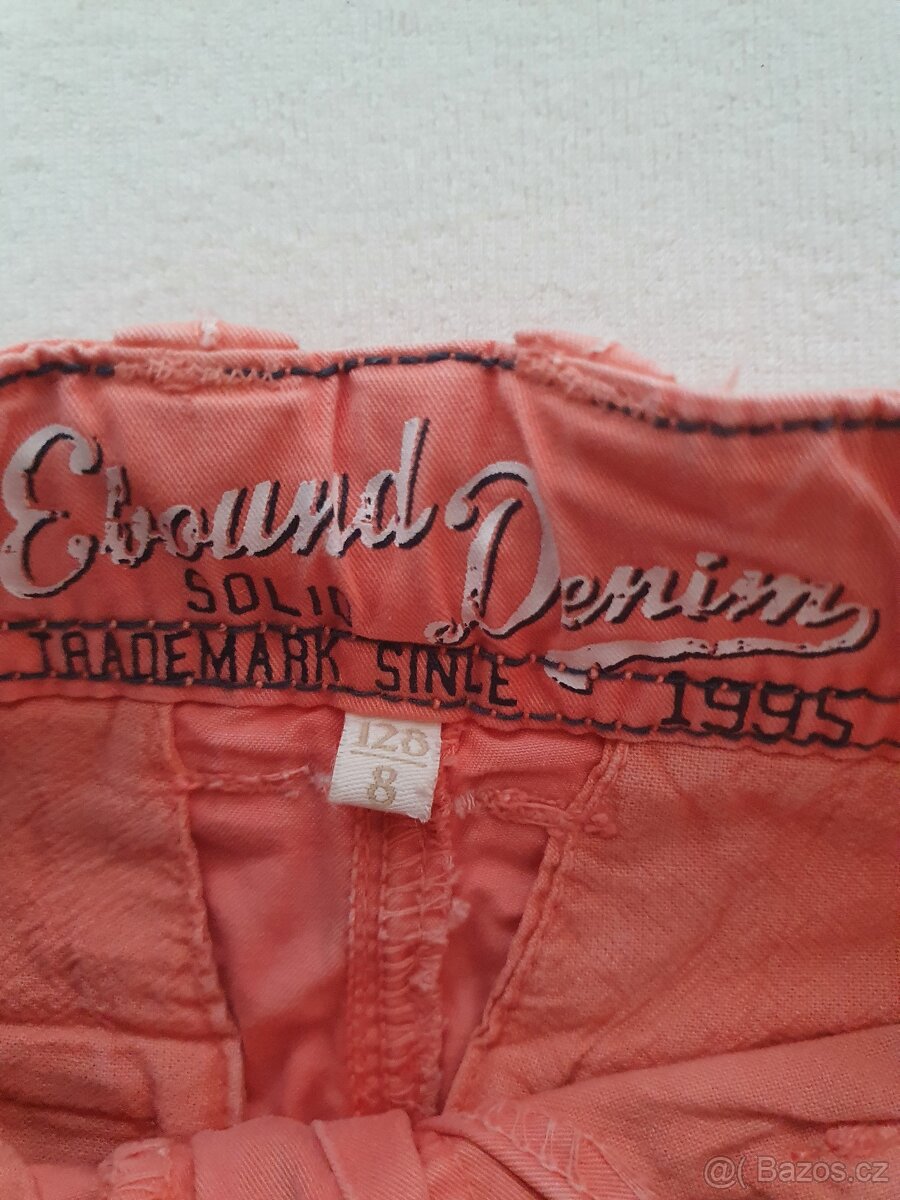 Ebound Denim
SOLID
TRADEMARK SINCE 1995
128
8
@( Bazos.cz